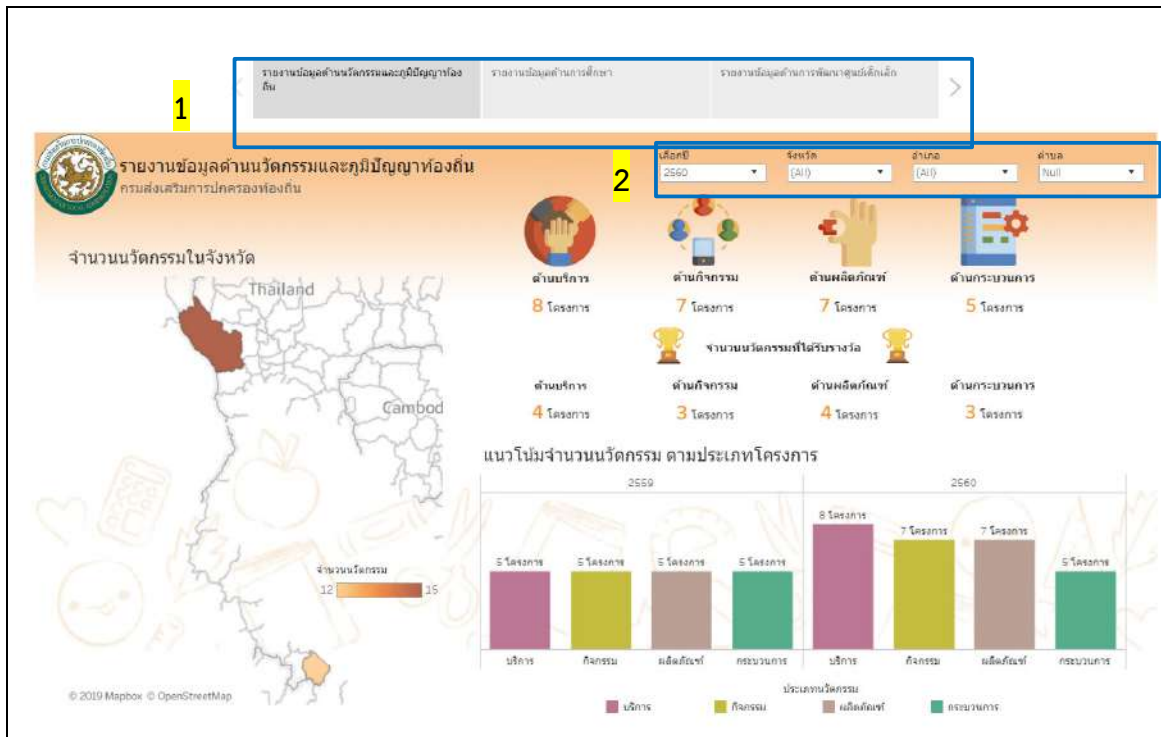 รายงานข้อมูลด้านนวัตกรรมและภูมิปัญญาท้อง
ถิ่น
รายงานข้อมูลด้านการศึกษา
รายงานข้อมูลด้านการพัฒนาศูนย์เด็กเล็ก
1
รายงานข้อมูลด้านนวัตกรรมและภูมิปัญญาท้องถิ่น
กรมส่งเสริมการปกครองท้องถิ่น
2
เลือกปี จังหวัด อำเภอ ตำบล
2560 (All) (All) Null
จำนวนนวัตกรรมในจังหวัด
Thailand
Cambod
ด้านบริการ ด้านกิจกรรม ด้านผลิตภัณฑ์ ด้านกระบวนการ
8 โครงการ 7 โครงการ 7 โครงการ 5 โครงการ
จำนวนนวัตกรรมที่ได้รับรางวัล
ด้านบริการ ด้านกิจกรรม ด้านผลิตภัณฑ์ ด้านกระบวนการ
4 โครงการ 3 โครงการ 4 โครงการ 3 โครงการ
แนวโน้มจำนวนนวัตกรรม ตามประเภทโครงการ
2559 2560
5 โครงการ 5 โครงการ 5 โครงการ 5 โครงการ 8 โครงการ 7 โครงการ 7 โครงการ 5 โครงการ
บริการ กิจกรรม ผลิตภัณฑ์ กระบวนการ บริการ กิจกรรม ผลิตภัณฑ์ กระบวนการ
จำนวนนวัตกรรม
12 15
ประเภทนวัตกรรม
บริการ กิจกรรม ผลิตภัณฑ์ กระบวนการ
© 2019 Mapbox © OpenStreetMap